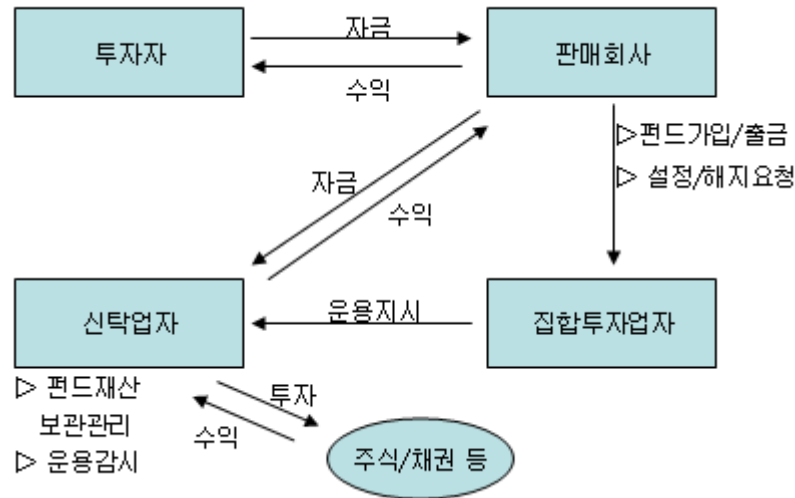 자금
투자자
판매회사
수익
▷펀드가입/출금
▷ 설정/해지요청
자금
수익
운용지시
신탁업자
집합투자업자
▷ 펀드재산
보관관리
▷ 운용감시
투자
수익
주식/채권 등